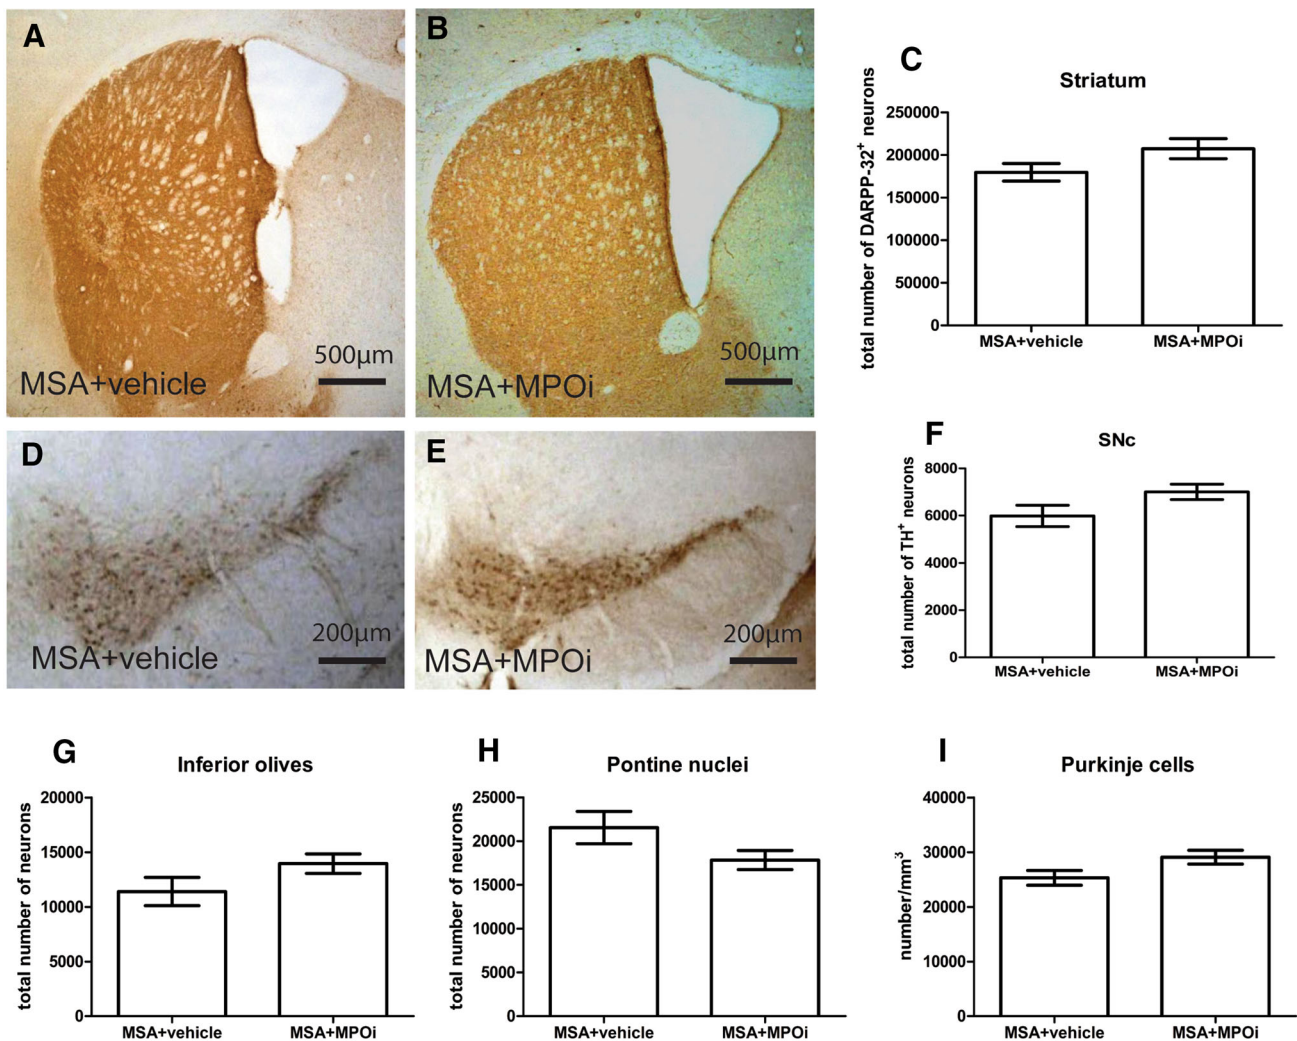 A
500µm
MSA+vehicle
B
500µm
MSA+MPOi
C
Striatum
total number of DARPP-32+ neurons
250000
200000
150000
100000
50000
0
MSA+vehicle
MSA+MPOi
D
200µm
MSA+vehicle
E
200µm
MSA+MPOi
F
SNc
total number of TH+ neurons
8000
6000
4000
2000
0
MSA+vehicle
MSA+MPOi
G
Inferior olives
total number of neurons
20000
15000
10000
5000
0
MSA+vehicle
MSA+MPOi
H
Pontine nuclei
total number of neurons
25000
20000
15000
10000
5000
0
MSA+vehicle
MSA+MPOi
I
Purkinje cells
number/mm3
40000
30000
20000
10000
0
MSA+vehicle
MSA+MPOi